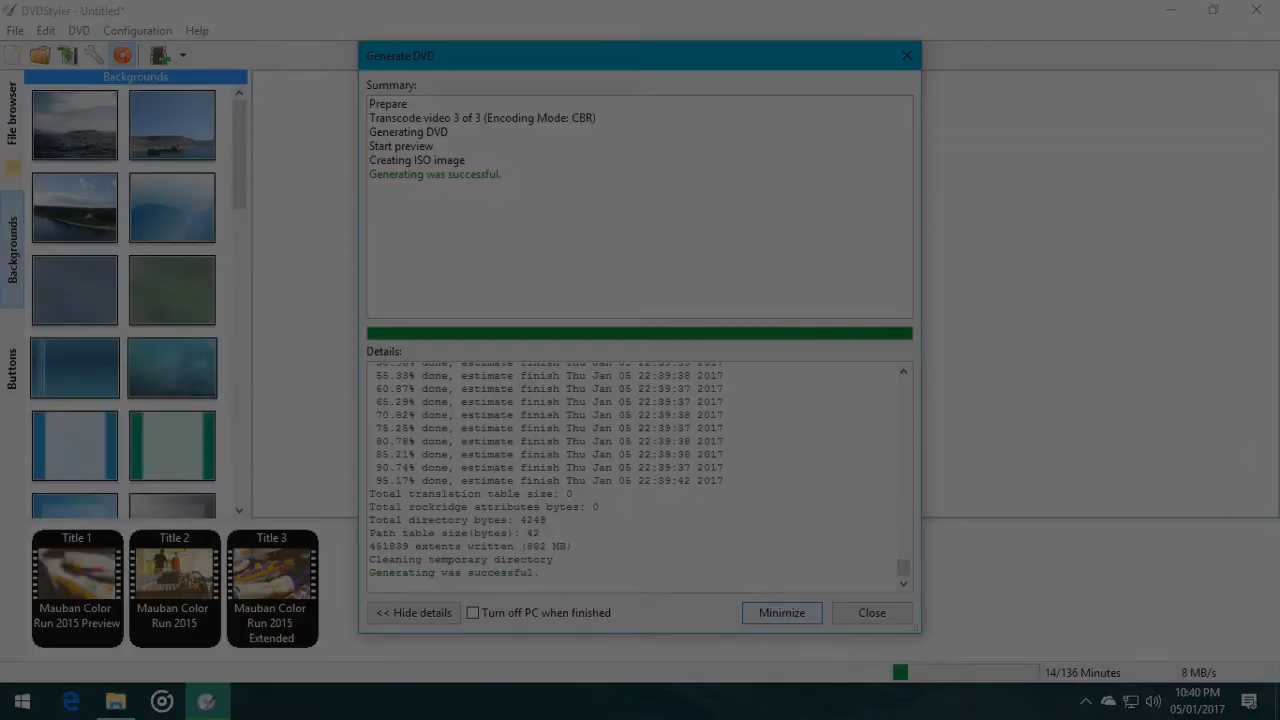 DVDStyler - Untitled*
File Edit DVD Configuration Help
File browser
Backgrounds
Buttons
Backgrounds
Generate DVD
Summary:
Prepare
Transcode video 3 of 3 (Encoding Mode: CBR)
Generating DVD
Start preview
Creating ISO image
Generating was successful.
Details:
55.33% done, estimate finish Thu Jan 05 22:39:38 2017
60.87% done, estimate finish Thu Jan 05 22:39:37 2017
65.29% done, estimate finish Thu Jan 05 22:39:37 2017
70.82% done, estimate finish Thu Jan 05 22:39:38 2017
75.25% done, estimate finish Thu Jan 05 22:39:37 2017
80.78% done, estimate finish Thu Jan 05 22:39:38 2017
85.21% done, estimate finish Thu Jan 05 22:39:38 2017
90.74% done, estimate finish Thu Jan 05 22:39:37 2017
95.17% done, estimate finish Thu Jan 05 22:39:42 2017
Total translation table size: 0
Total rockridge attributes bytes: 0
Total directory bytes: 4248
Path table size(bytes): 42
451839 extents written (882 MB)
Cleaning temporary directory
Generating was successful.
<< Hide details Turn off PC when finished Minimize Close
Title 1
Mauban Color
Run 2015 Preview
Title 2
Mauban Color
Run 2015
Title 3
Mauban Color
Run 2015
Extended
14/136 Minutes 8 MB/s
10:40 PM
05/01/2017